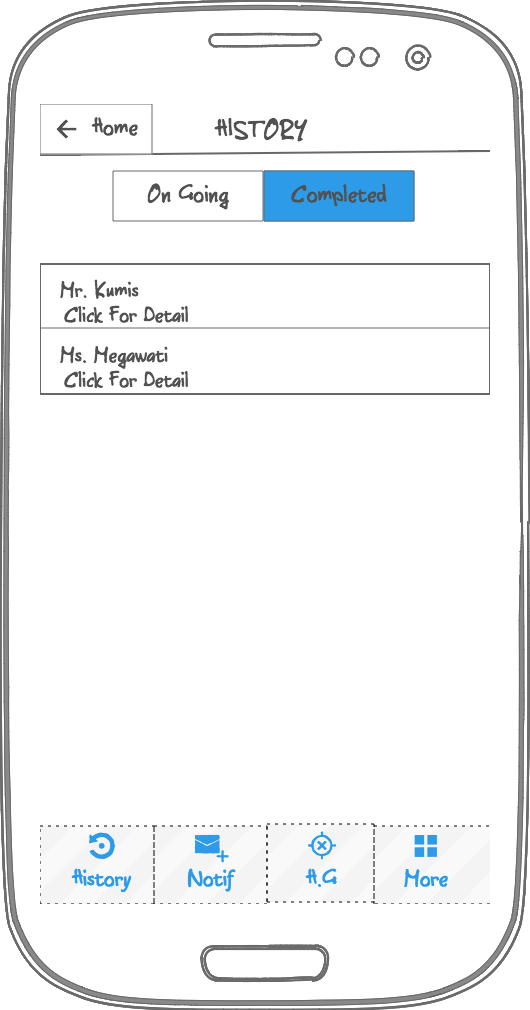 Home
HISTORY
On Going
Completed
Mr. Kumis
Click For Detail
Ms. Megawati
Click For Detail
History
Notif
H.G
More